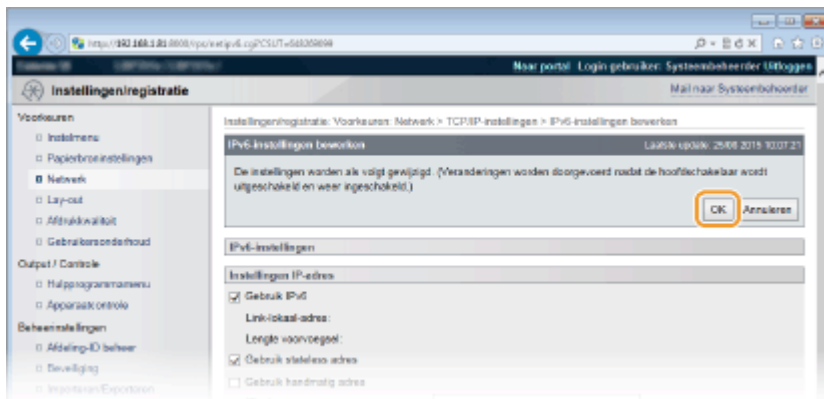 Naar portal Login gebruiker: Systeembeheerder Uitloggen
Instellingen/registratie
Mail naar Systeembeheerder
Voorkeuren
Instelmenu
Papierbroninstellingen
Netwerk
Lay-out
Afdrukkwaliteit
Gebruikersonderhoud
Output / Controle
Hulpprogrammamenu
Apparaatcontrole
Beheerinstellingen
Afdeling-ID beheer
Beveiliging
Importeren/Exporteren
Instellingen/registratie: Voorkeuren: Netwerk > TCP/IP-instellingen > IPv6-instellingen bewerken
IPv6-instellingen bewerken
Laatste update: 25/08 2015 10:07:21
De instellingen worden als volgt gewijzigd. (Veranderingen worden doorgevoerd nadat de hoofdschakelaar wordt
uitgeschakeld en weer ingeschakeld.)
OK Annuleren
IPv6-instellingen
Instellingen IP-adres
Gebruik IPv6
Link-lokaal-adres:
Lengte voorvoegsel:
Gebruik stateless adres
Gebruik handmatig adres